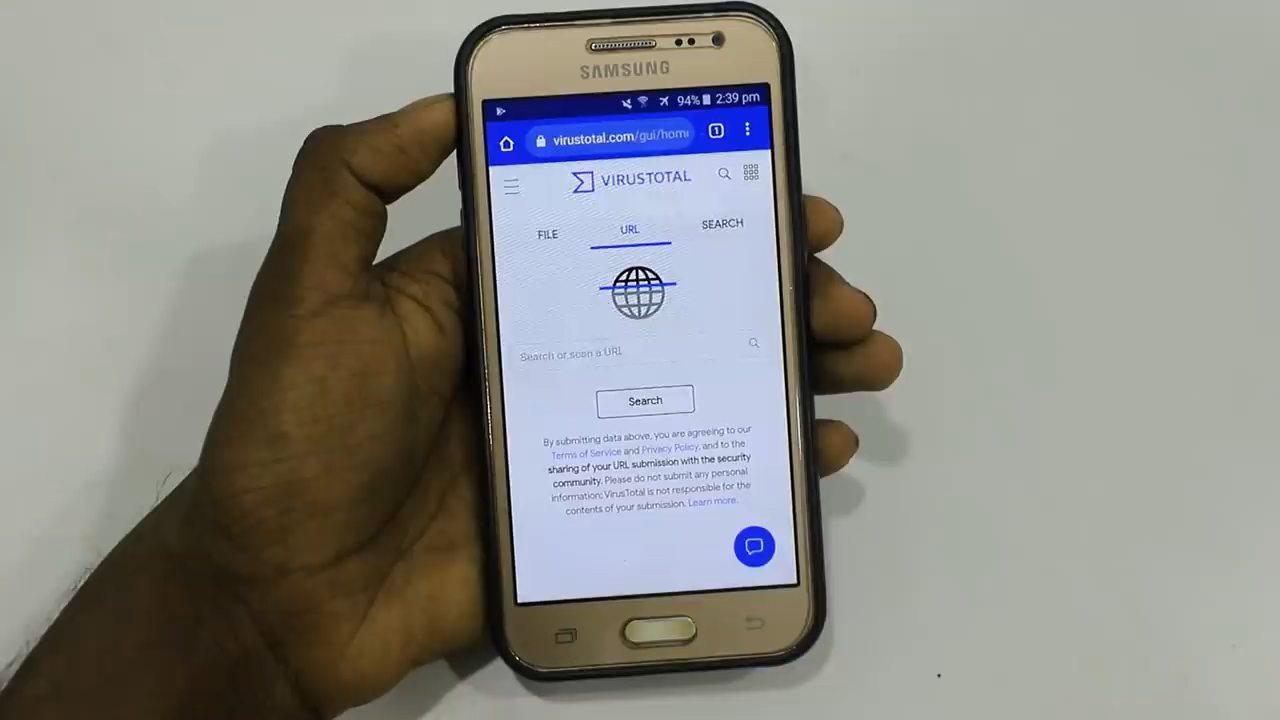 SAMSUNG
94% 2:39 pm
virustotal.com/gui/hom
1
VIRUSTOTAL
FILE URL SEARCH
Search or scan a URL
Search
By submitting data above, you are agreeing to our
Terms of Service and Privacy Policy, and to the
sharing of your URL submission with the security
community. Please do not submit any personal
information; VirusTotal is not responsible for the
contents of your submission. Learn more.